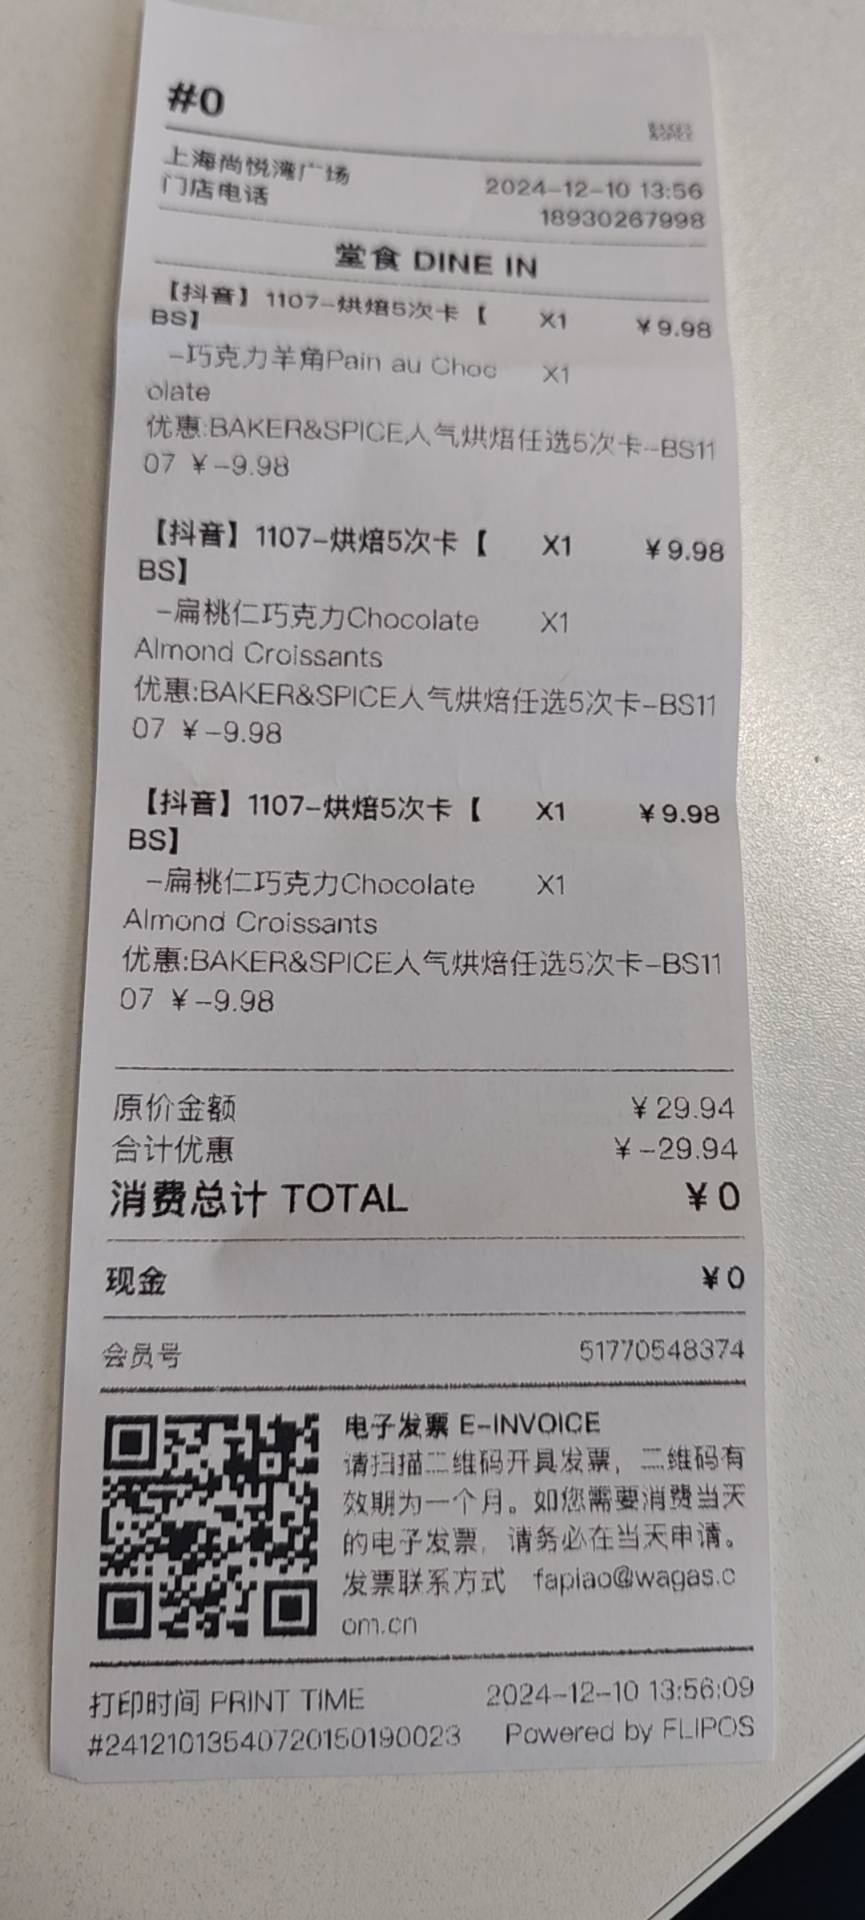 #0
BAKER
&SPICE
上海尚悦湾广场
2024-12-10 13:56
门店电话
18930267998
堂食 DINE IN
【抖音】1107-烘焙5次卡【 X1 ¥9.98
BS】
-巧克力羊角Pain au Choc X1
olate
优惠:BAKER&SPICE人气烘焙任选5次卡-BS11
07 ¥-9.98
【抖音】1107-烘焙5次卡【 X1 ¥9.98
BS】
-扁桃仁巧克力Chocolate X1
Almond Croissants
优惠:BAKER&SPICE人气烘焙任选5次卡-BS11
07 ¥-9.98
【抖音】1107-烘焙5次卡【 X1 ¥9.98
BS】
-扁桃仁巧克力Chocolate X1
Almond Croissants
优惠:BAKER&SPICE人气烘焙任选5次卡-BS11
07 ¥-9.98
原价金额 ¥29.94
合计优惠 ¥-29.94
消费总计 TOTAL ¥0
现金 ¥0
会员号 51770548374
电子发票 E-INVOICE
请扫描二维码开具发票，二维码有
效期为一个月。如您需要消费当天
的电子发票，请务必在当天申请。
发票联系方式 fapiao@wagas.c
om.cn
打印时间 PRINT TIME 2024-12-10 13:56:09
#241210135407201501900​23 Powered by FLIPOS